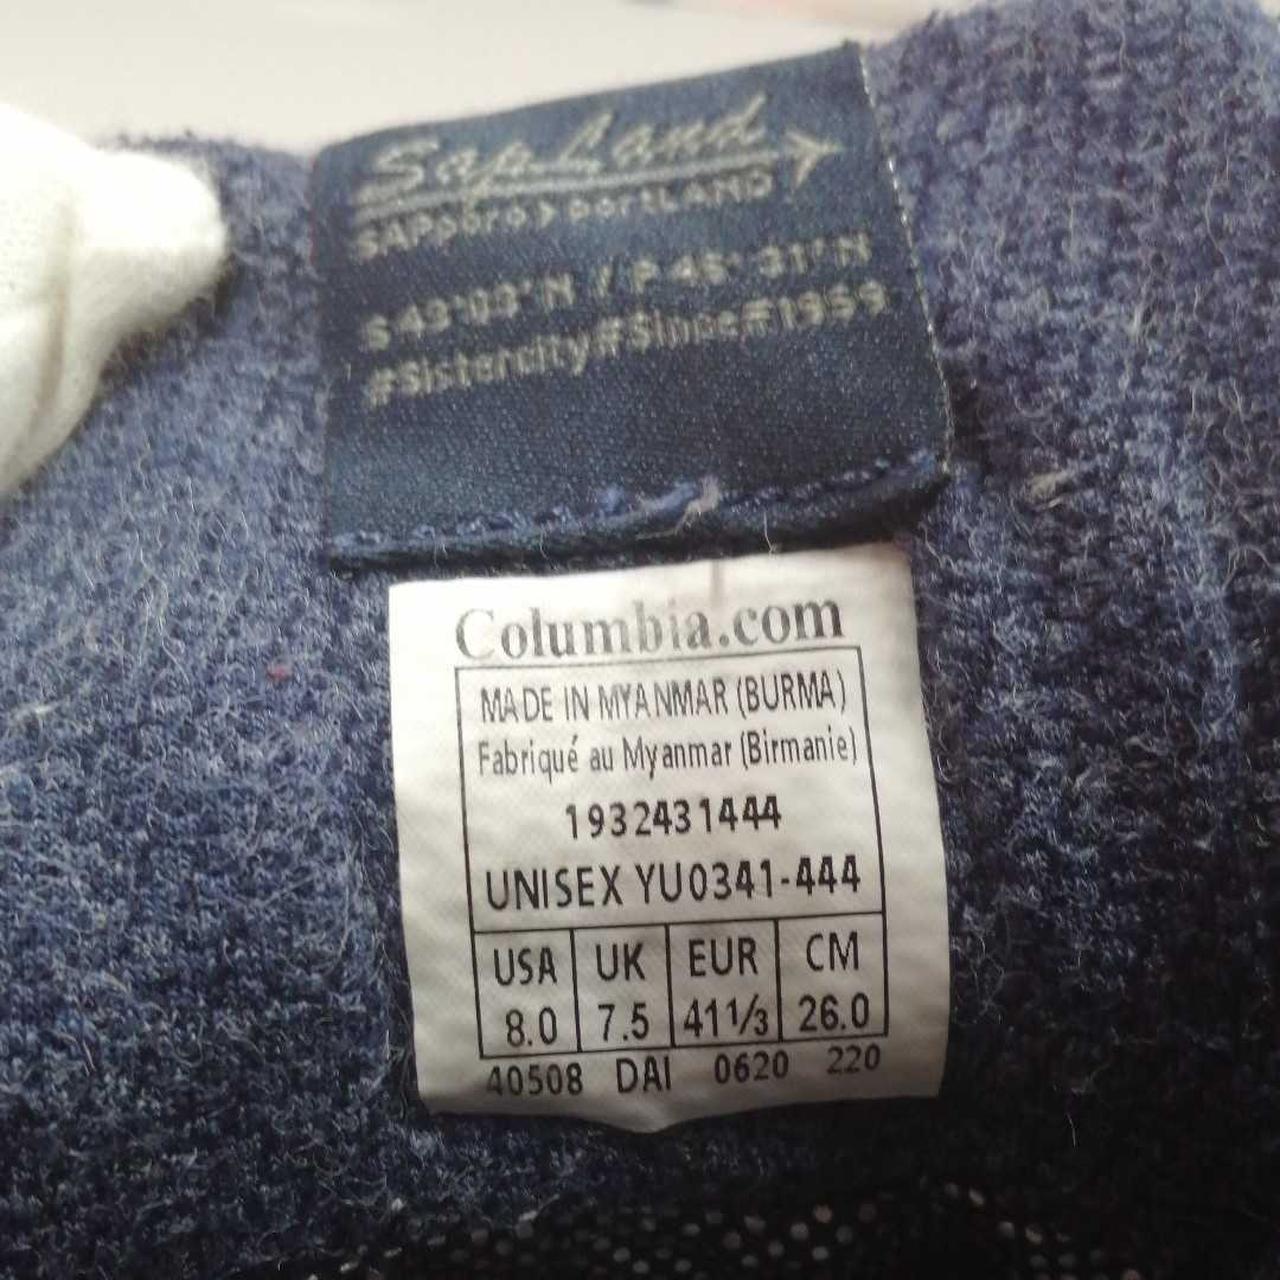 SapLand
SAPporo>portLAND
S 43°03' N / P 45° 31' N
#Sistercity#Since#1959
Columbia.com
MADE IN MYANMAR (BURMA)
Fabriqué au Myanmar (Birmanie)
1932431444
UNISEX YU0341-444
USA UK EUR CM
8.0 7.5 41⅓ 26.0
40508 DAI 0620 220